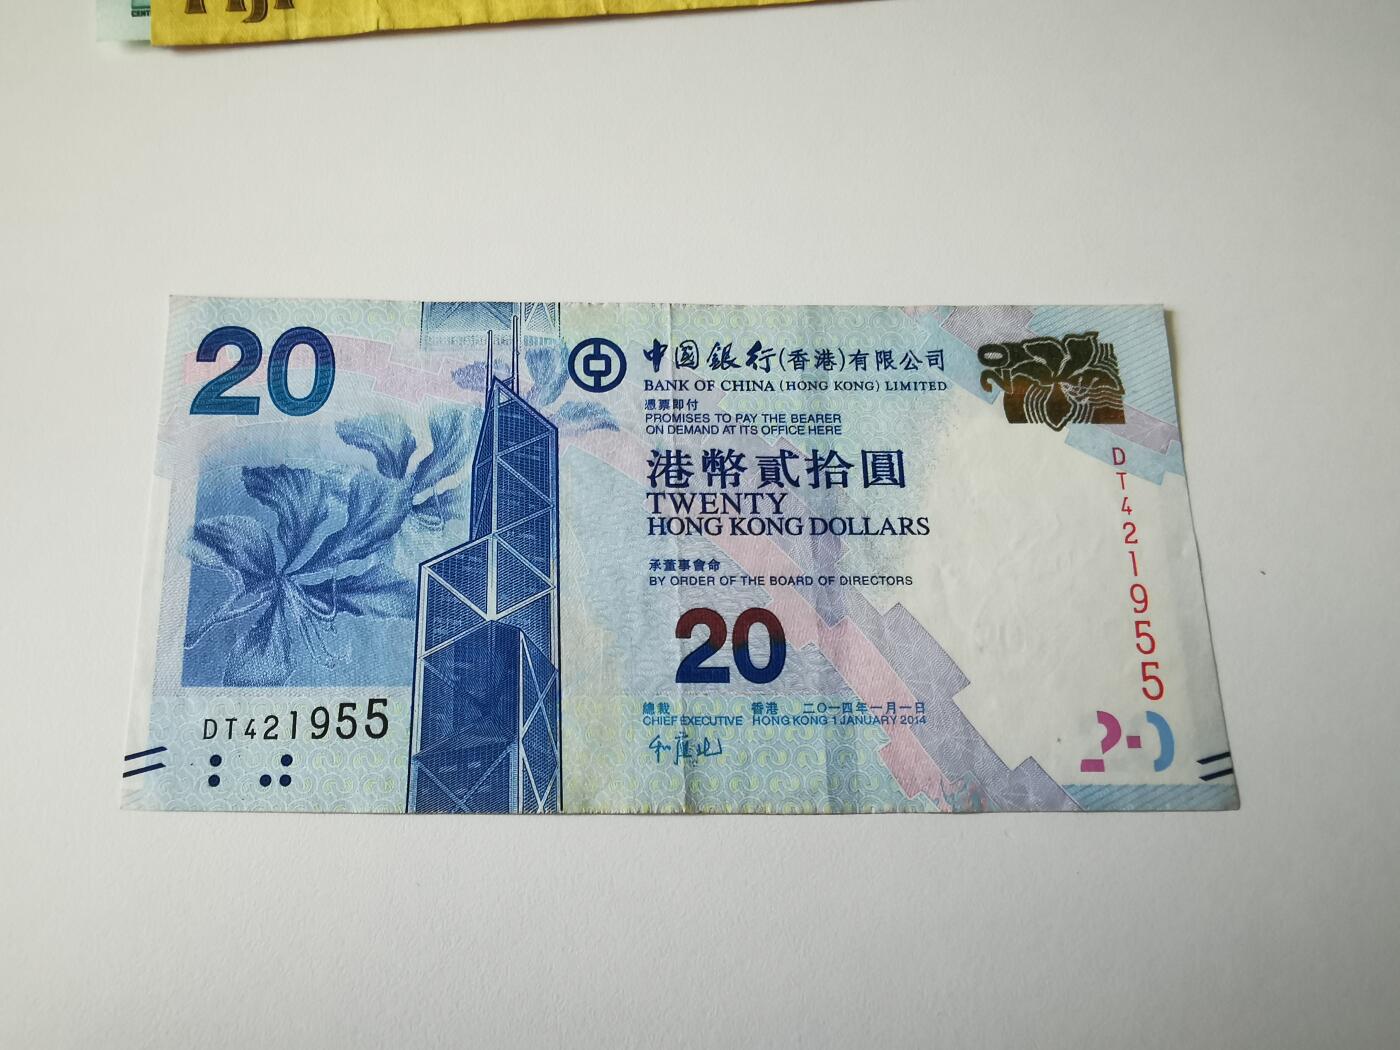 FIJI
20
中國銀行(香港)有限公司
BANK OF CHINA (HONG KONG) LIMITED
憑票即付
PROMISES TO PAY THE BEARER
ON DEMAND AT ITS OFFICE HERE
港幣貳拾圓
TWENTY
HONG KONG DOLLARS
承董事會命
BY ORDER OF THE BOARD OF DIRECTORS
20
總裁 香港 二〇一四年一月一日
CHIEF EXECUTIVE HONG KONG 1 JANUARY 2014
DT421955
20
DT421955
20